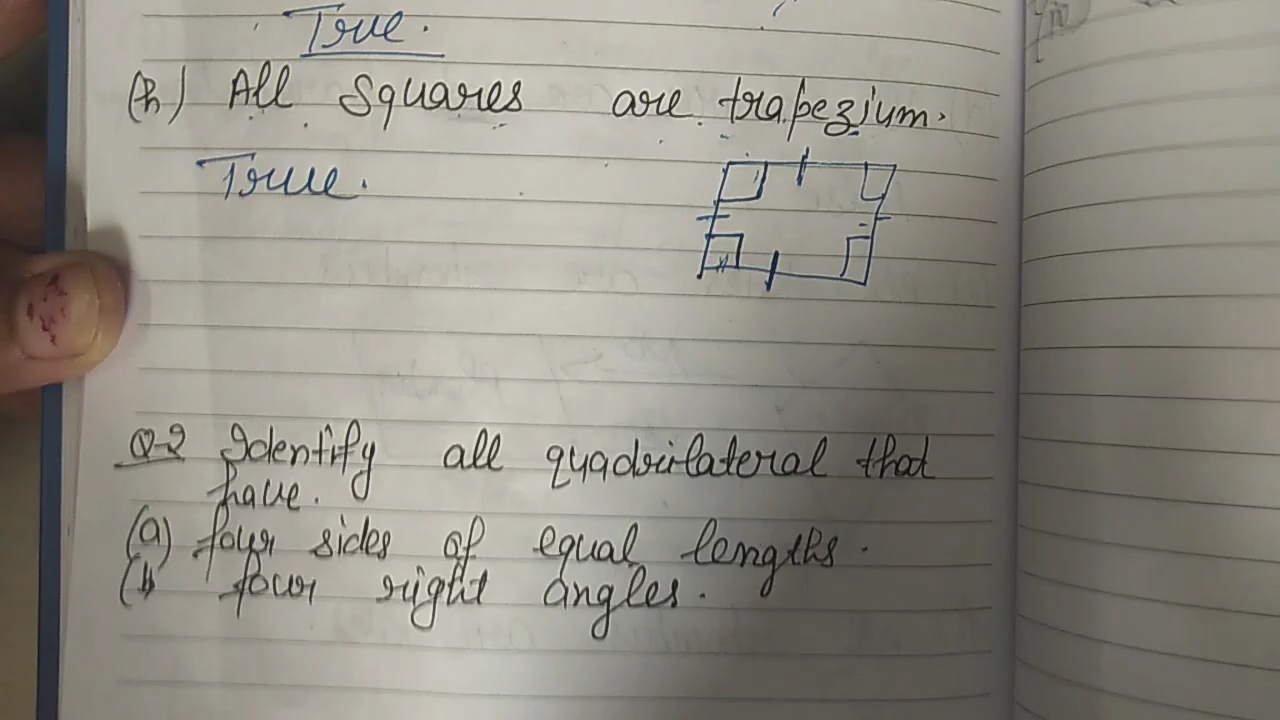 True.
(h) All Squares are trapezium.
True.
Q-2 Identify all quadrilateral that
have.
(a) four sides of equal lengths.
(b four right angles.